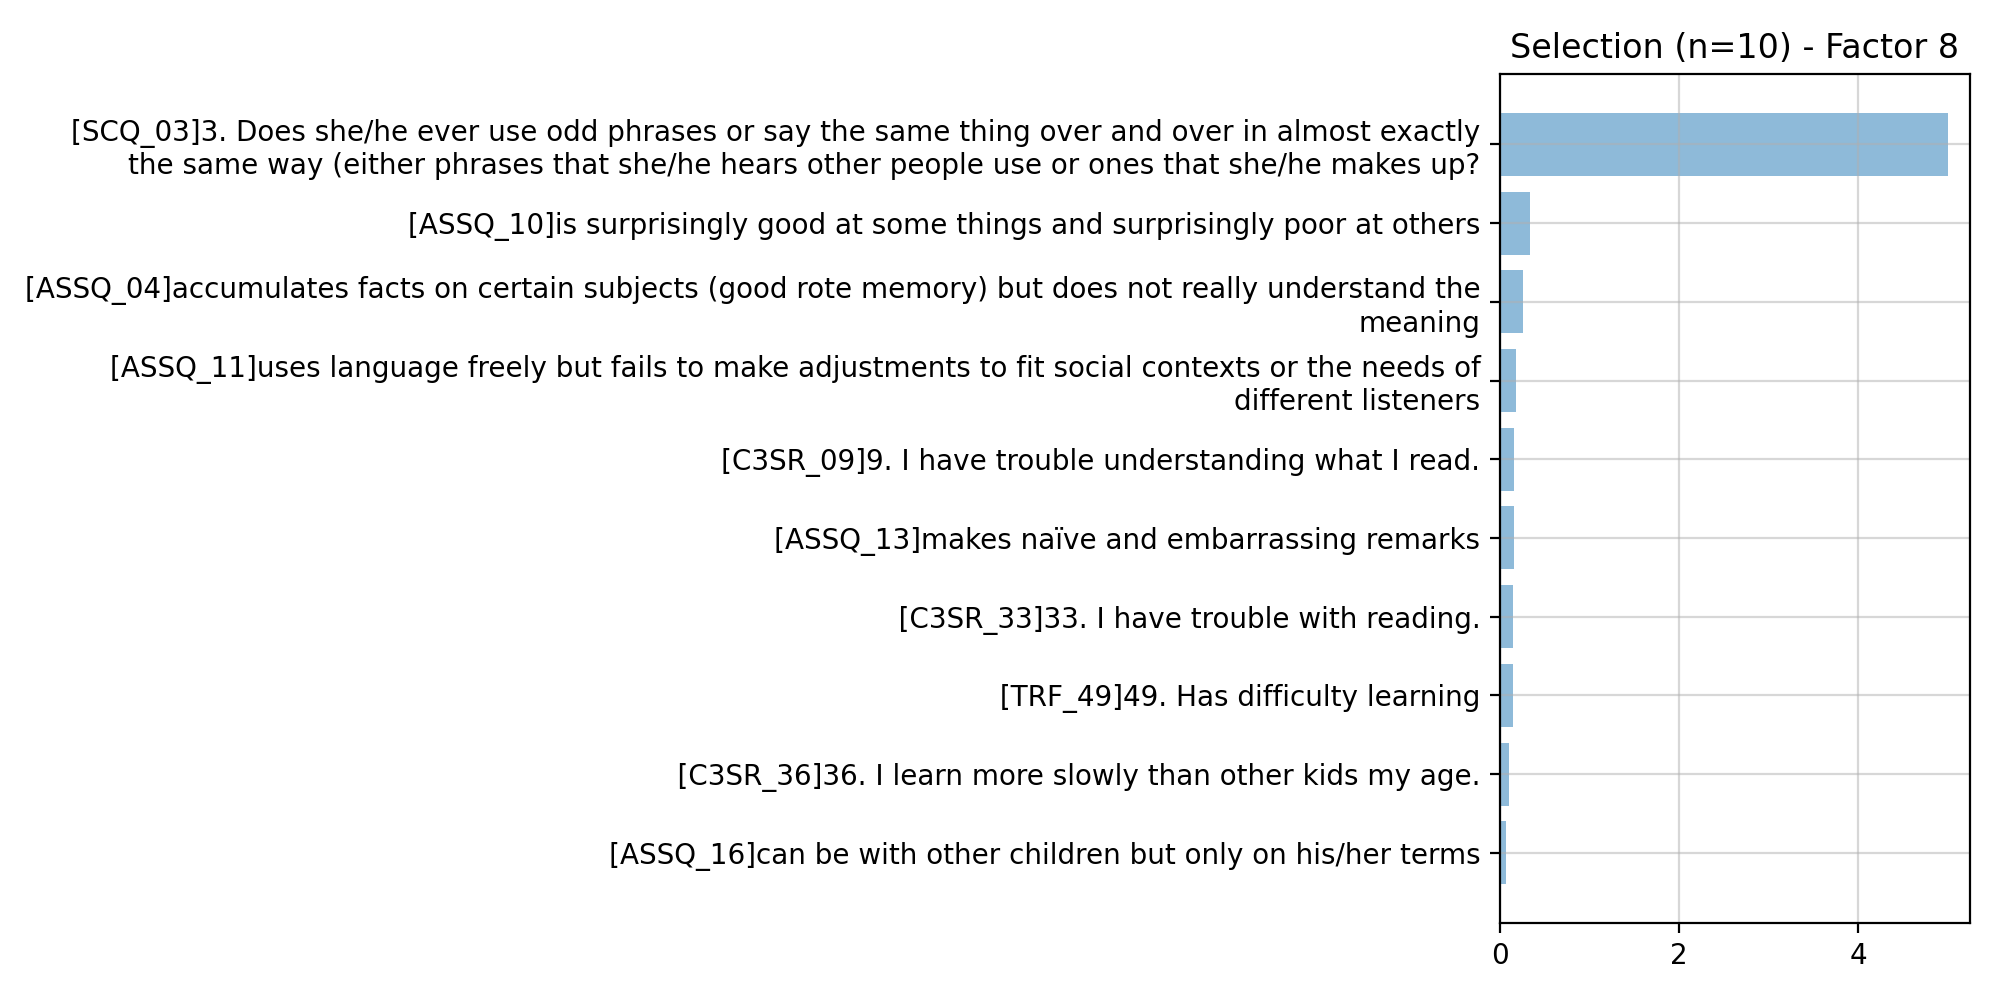 Selection (n=10) - Factor 8
[SCQ_03]3. Does she/he ever use odd phrases or say the same thing over and over in almost exactly
the same way (either phrases that she/he hears other people use or ones that she/he makes up?
[ASSQ_10]is surprisingly good at some things and surprisingly poor at others
[ASSQ_04]accumulates facts on certain subjects (good rote memory) but does not really understand the
meaning
[ASSQ_11]uses language freely but fails to make adjustments to fit social contexts or the needs of
different listeners
[C3SR_09]9. I have trouble understanding what I read.
[ASSQ_13]makes naïve and embarrassing remarks
[C3SR_33]33. I have trouble with reading.
[TRF_49]49. Has difficulty learning
[C3SR_36]36. I learn more slowly than other kids my age.
[ASSQ_16]can be with other children but only on his/her terms
0 2 4